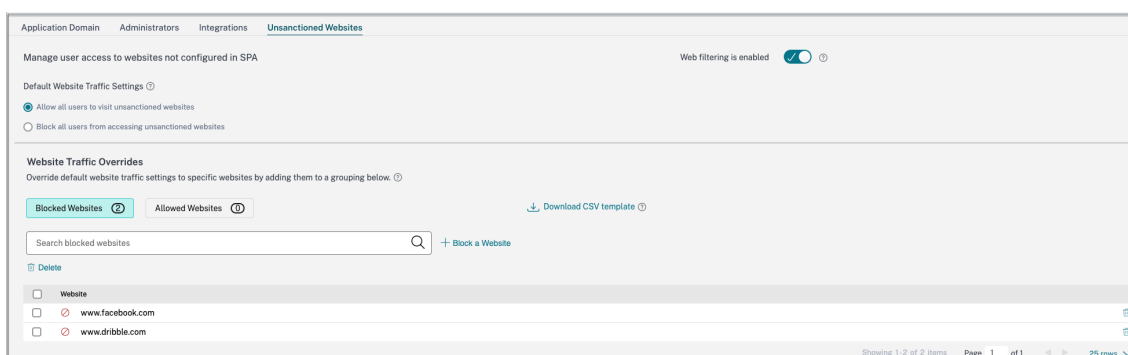 Application Domain Administrators Integrations Unsanctioned Websites
Manage user access to websites not configured in SPA Web filtering is enabled
Default Website Traffic Settings
Allow all users to visit unsanctioned websites
Block all users from accessing unsanctioned websites
Website Traffic Overrides
Override default website traffic settings to specific websites by adding them to a grouping below.
Blocked Websites 2 Allowed Websites 0 Download CSV template
Search blocked websites + Block a Website
Delete
Website
www.facebook.com
www.dribble.com
Showing 1-2 of 2 items Page 1 of 1 25 rows